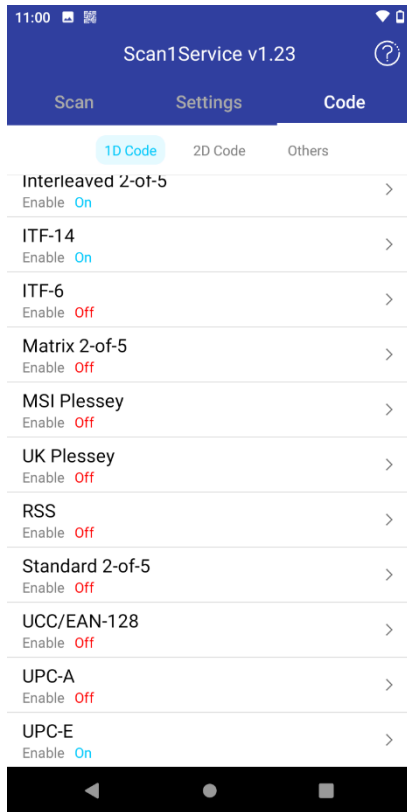 11:00
Scan1Service v1.23
?
Scan Settings Code
1D Code 2D Code Others
Interleaved 2-of-5
Enable On
ITF-14
Enable On
ITF-6
Enable Off
Matrix 2-of-5
Enable Off
MSI Plessey
Enable Off
UK Plessey
Enable Off
RSS
Enable Off
Standard 2-of-5
Enable Off
UCC/EAN-128
Enable Off
UPC-A
Enable Off
UPC-E
Enable On